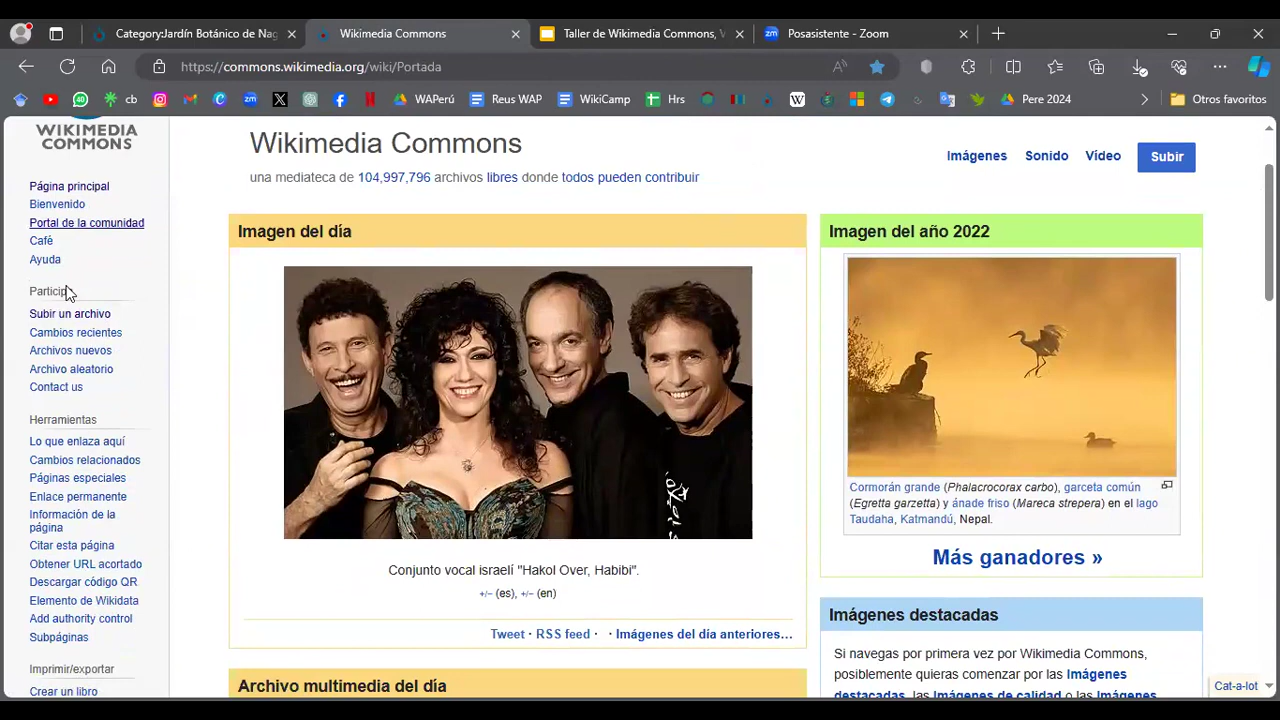 CategoryːJardín Botánico de Nag
Wikimedia Commons
Taller de Wikimedia Commons, V
zm
Posasistente - Zoom
https://commons.wikimedia.org/wiki/Portada
cb
zm
WAPerú
Reus WAP
WikiCamp
Hrs
W
Pere 2024
Otros favoritos
WIKIMEDIA
COMMONS
Página principal
Bienvenido
Portal de la comunidad
Café
Ayuda
Subir un archivo
Cambios recientes
Archivos nuevos
Archivo aleatorio
Contact us
Herramientas
Lo que enlaza aquí
Cambios relacionados
Páginas especiales
Enlace permanente
Información de la
página
Citar esta página
Obtener URL acortado
Descargar código QR
Elemento de Wikidata
Add authority control
Subpáginas
Imprimir/exportar
Crear un libro
Wikimedia Commons
una mediateca de 104,997,796 archivos libres donde todos pueden contribuir
Imágenes Sonido Vídeo Subir
Imagen del día
Conjunto vocal israelí "Hakol Over, Habibi".
+/− (es), +/− (en)
Tweet · RSS feed · · Imágenes del día anteriores…
Archivo multimedia del día
Imagen del año 2022
Cormorán grande (Phalacrocorax carbo), garceta común
(Egretta garzetta) y ánade friso (Mareca strepera) en el lago
Taudaha, Katmandú, Nepal.
Más ganadores »
Imágenes destacadas
Si navegas por primera vez por Wikimedia Commons,
posiblemente quieras comenzar por las Imágenes
destacadas, las Imágenes de calidad o las Imágenes
Cat-a-lot